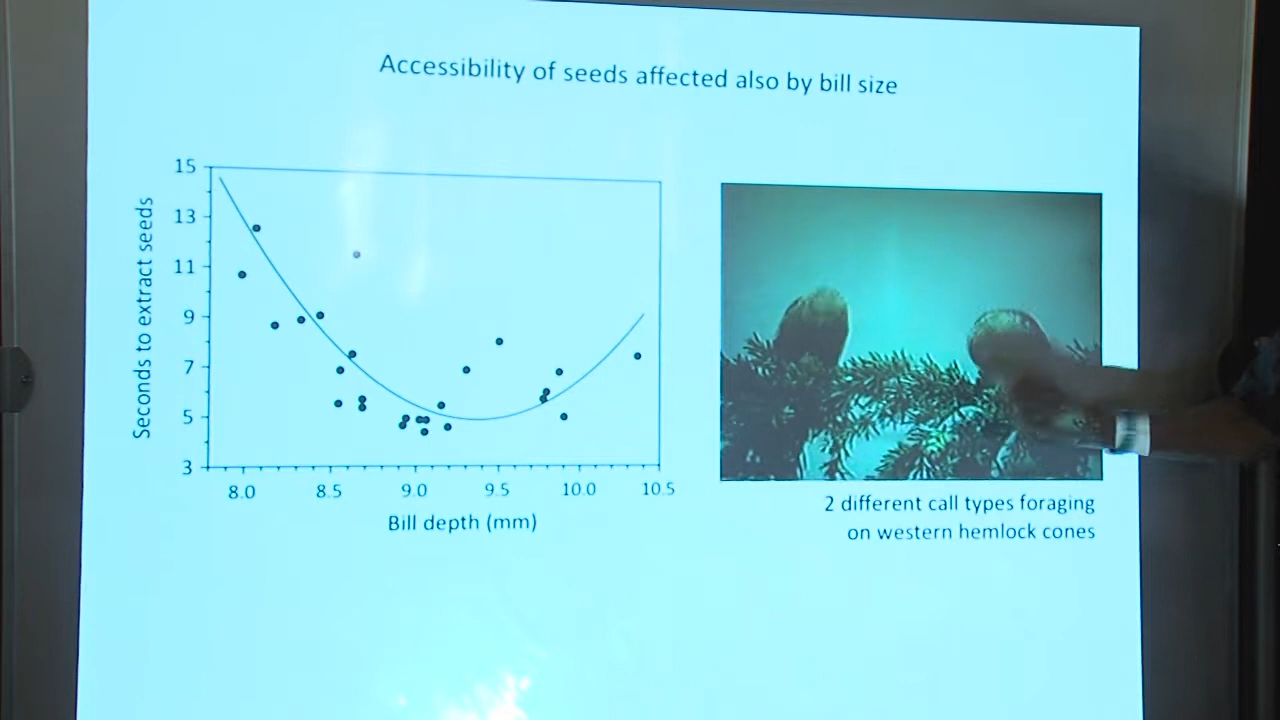 Accessibility of seeds affected also by bill size
Seconds to extract seeds
15
13
11
9
7
5
3
8.0 8.5 9.0 9.5 10.0 10.5
Bill depth (mm)
2 different call types foraging
on western hemlock cones